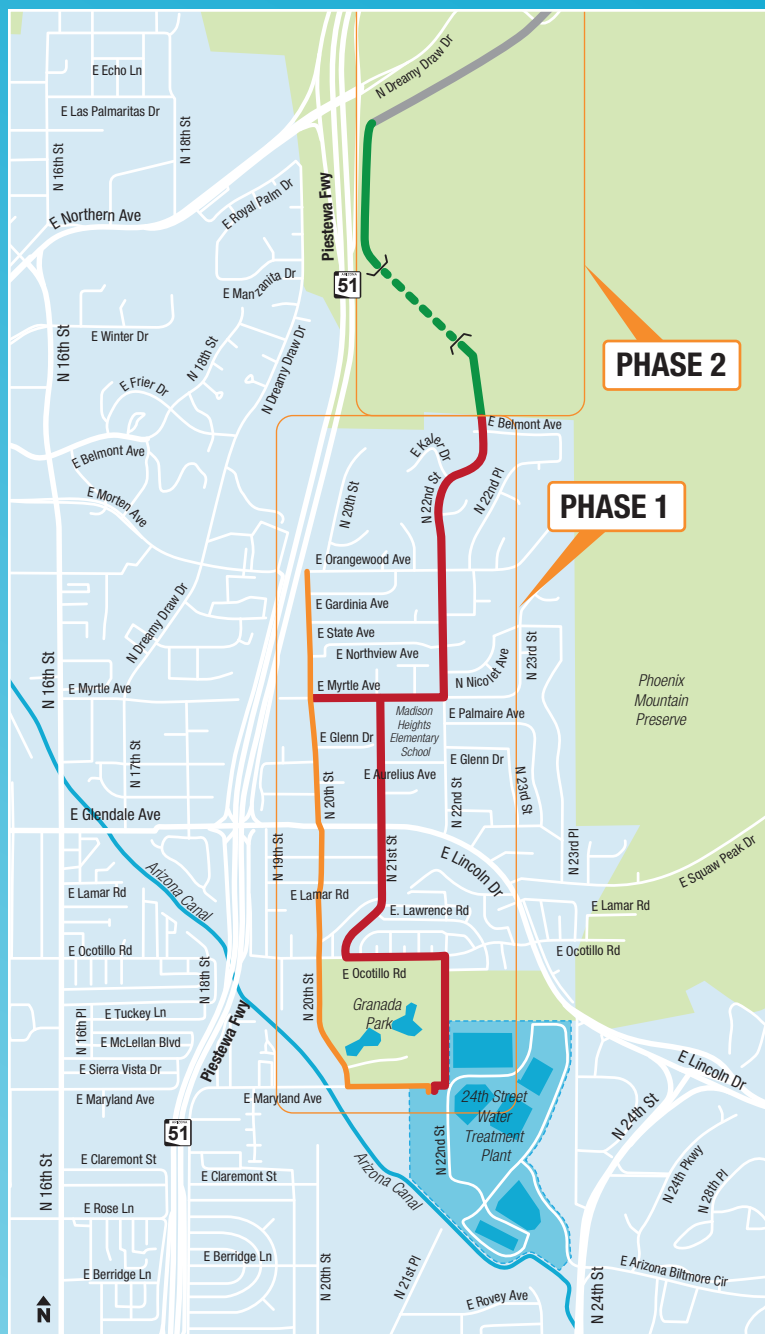 E Echo Ln
N Dreamy Draw Dr
E Las Palmaritas Dr
N 16th St
N 18th St
E Royal Palm Dr
E Northern Ave
Piestewa Fwy
ARIZONA
51
E Manzanita Dr
E Winter Dr
N 18th St
N Dreamy Draw Dr
N 16th St
PHASE 2
E Frier Dr
E Belmont Ave
E Belmont Ave
E Kaler Dr
N 22nd St
N 22nd Pl
E Morten Ave
N 20th St
PHASE 1
E Orangewood Ave
E Gardinia Ave
E State Ave
N Dreamy Draw Dr
E Northview Ave
N 23rd St
N 16th St
E Myrtle Ave
E Myrtle Ave
N Nicolet Ave
Phoenix
Mountain
Preserve
Madison
Heights
Elementary
School
E Palmaire Ave
N 17th St
E Glenn Dr
E Glenn Dr
E Aurelius Ave
N 20th St
N 22nd St
N 23rd St
E Glendale Ave
N 19th St
N 21st St
E Lincoln Dr
N 23rd Pl
E Squaw Peak Dr
Arizona Canal
E Lamar Rd
E Lamar Rd
E. Lawrence Rd
E Lamar Rd
E Ocotillo Rd
E Ocotillo Rd
E Ocotillo Rd
N 18th St
N 20th St
Granada
Park
N 16th Pl
E Tuckey Ln
E McLellan Blvd
E Sierra Vista Dr
Piestewa Fwy
E Maryland Ave
E Maryland Ave
E Lincoln Dr
24th Street
Water
Treatment
Plant
N 22nd St
N 24th St
ARIZONA
51
N 24th Pkwy
N 28th Pl
N 16th St
E Claremont St
E Claremont St
Arizona Canal
E Rose Ln
E Berridge Ln
E Berridge Ln
N 20th St
N 21st Pl
E Rovey Ave
N 24th St
E Arizona Biltmore Cir
N